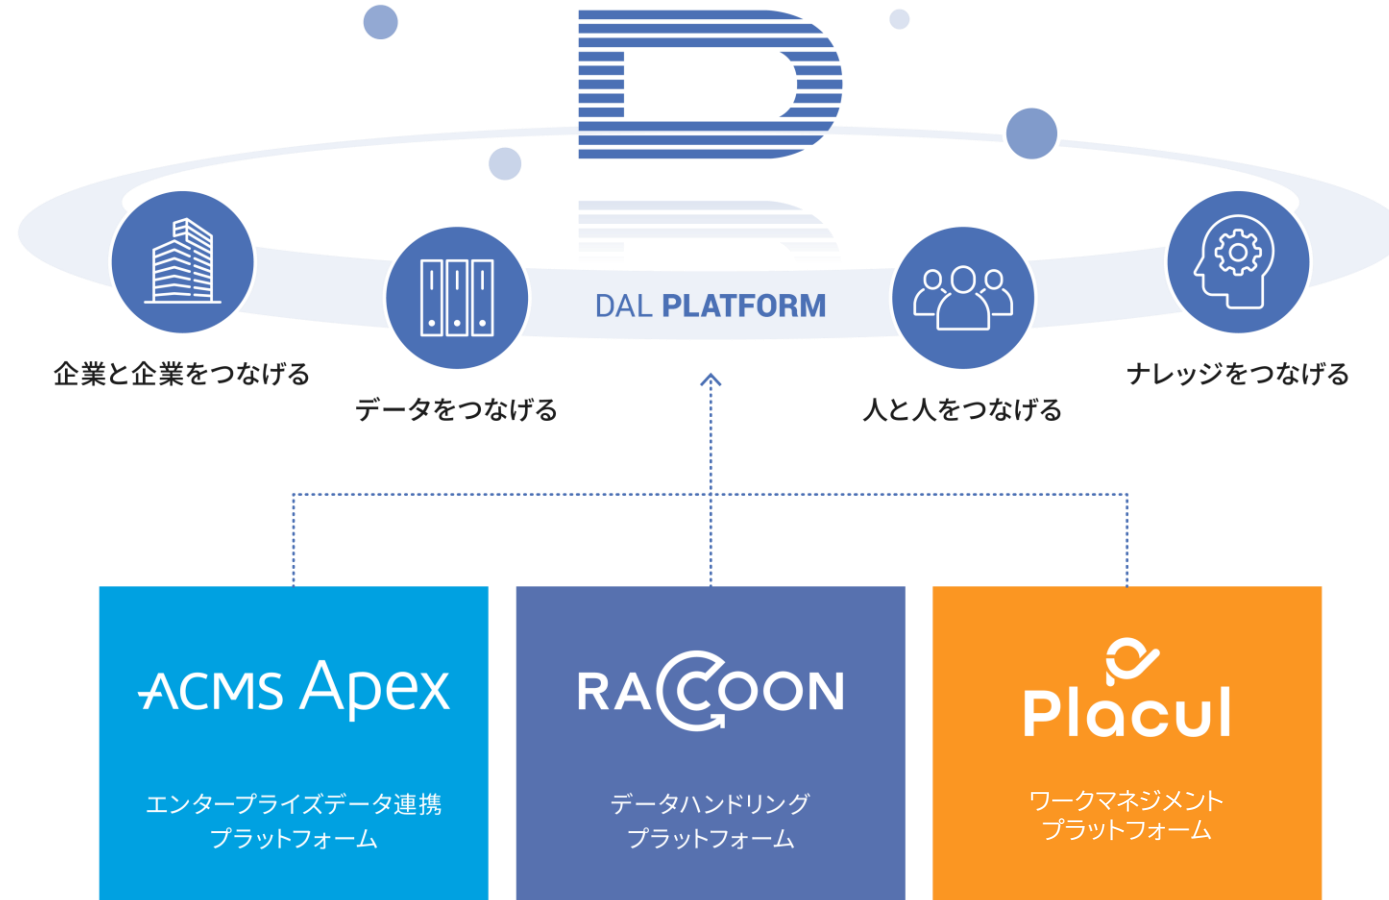 DAL PLATFORM
企業と企業をつなげる
データをつなげる
人と人をつなげる
ナレッジをつなげる
ACMS Apex
エンタープライズデータ連携
プラットフォーム
RACCOON
データハンドリング
プラットフォーム
Placul
ワークマネジメント
プラットフォーム